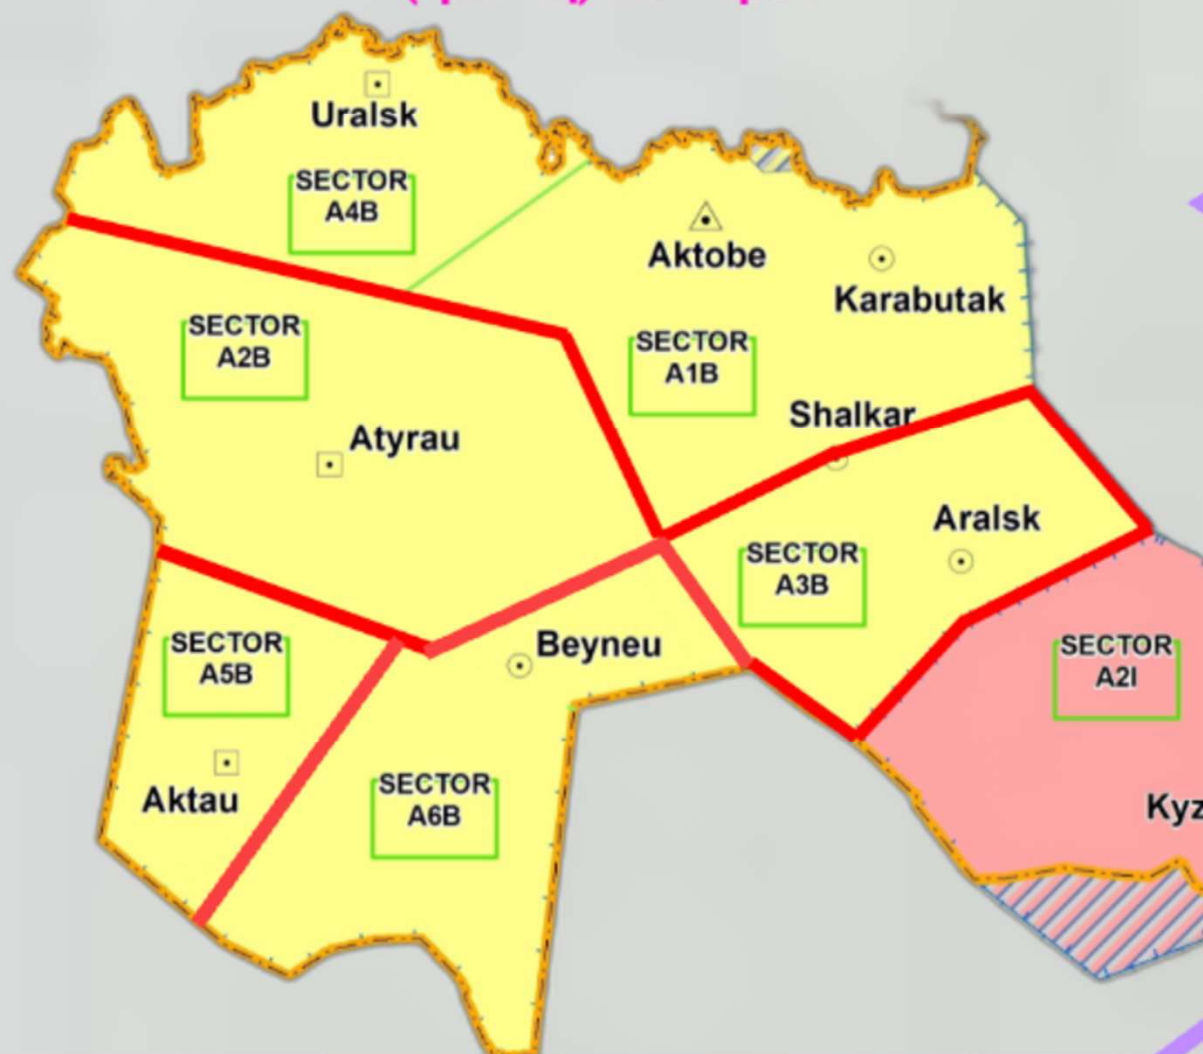 Uralsk
SECTOR
A4B
Aktobe
Karabutak
SECTOR
A2B
SECTOR
A1B
Shalkar
Atyrau
Aralsk
SECTOR
A3B
Beyneu
SECTOR
A5B
SECTOR
A2I
Aktau
SECTOR
A6B
Kyz